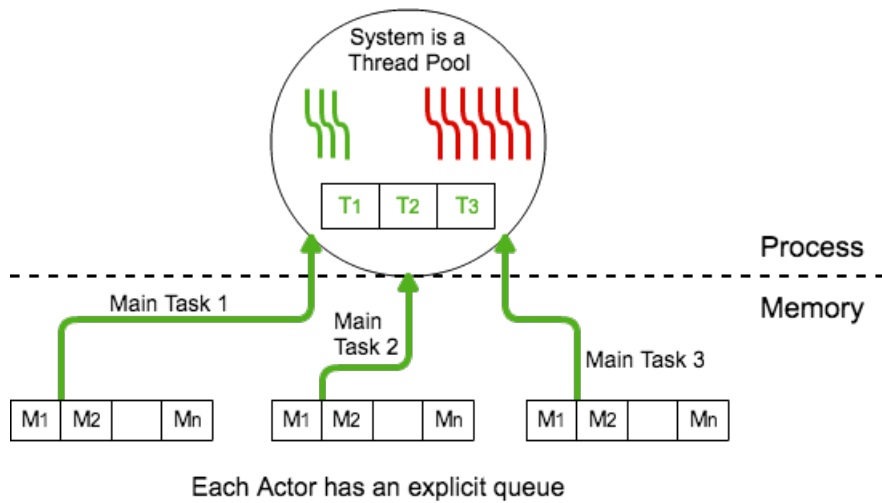 System is a
Thread Pool
T1 T2 T3
Process
Memory
Main Task 1
Main
Task 2
Main Task 3
M1 M2 Mn
M1 M2 Mn
M1 M2 Mn
Each Actor has an explicit queue